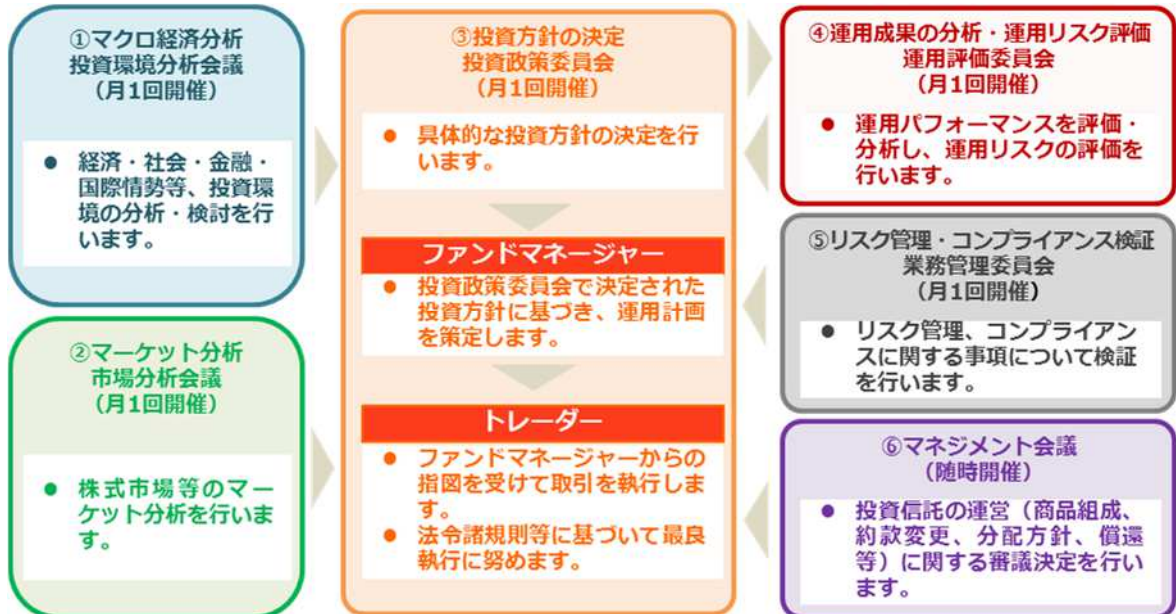 ①マクロ経済分析
投資環境分析会議
（月1回開催）
● 経済・社会・金融・
国際情勢等、投資環
境の分析・検討を行
います。
②マーケット分析
市場分析会議
（月1回開催）
● 株式市場等のマー
ケット分析を行いま
す。
③投資方針の決定
投資政策委員会
（月1回開催）
● 具体的な投資方針の決定を行
います。
ファンドマネージャー
● 投資政策委員会で決定された
投資方針に基づき、運用計画
を策定します。
トレーダー
● ファンドマネージャーからの
指図を受けて取引を執行しま
す。
● 法令諸規則等に基づいて最良
執行に努めます。
④運用成果の分析・運用リスク評価
運用評価委員会
（月1回開催）
● 運用パフォーマンスを評価・
分析し、運用リスクの評価を
行います。
⑤リスク管理・コンプライアンス検証
業務管理委員会
（月1回開催）
● リスク管理、コンプライアン
スに関する事項について検証
を行います。
⑥マネジメント会議
（随時開催）
● 投資信託の運営（商品組成、
約款変更、分配方針、償還
等）に関する審議決定を行い
ます。